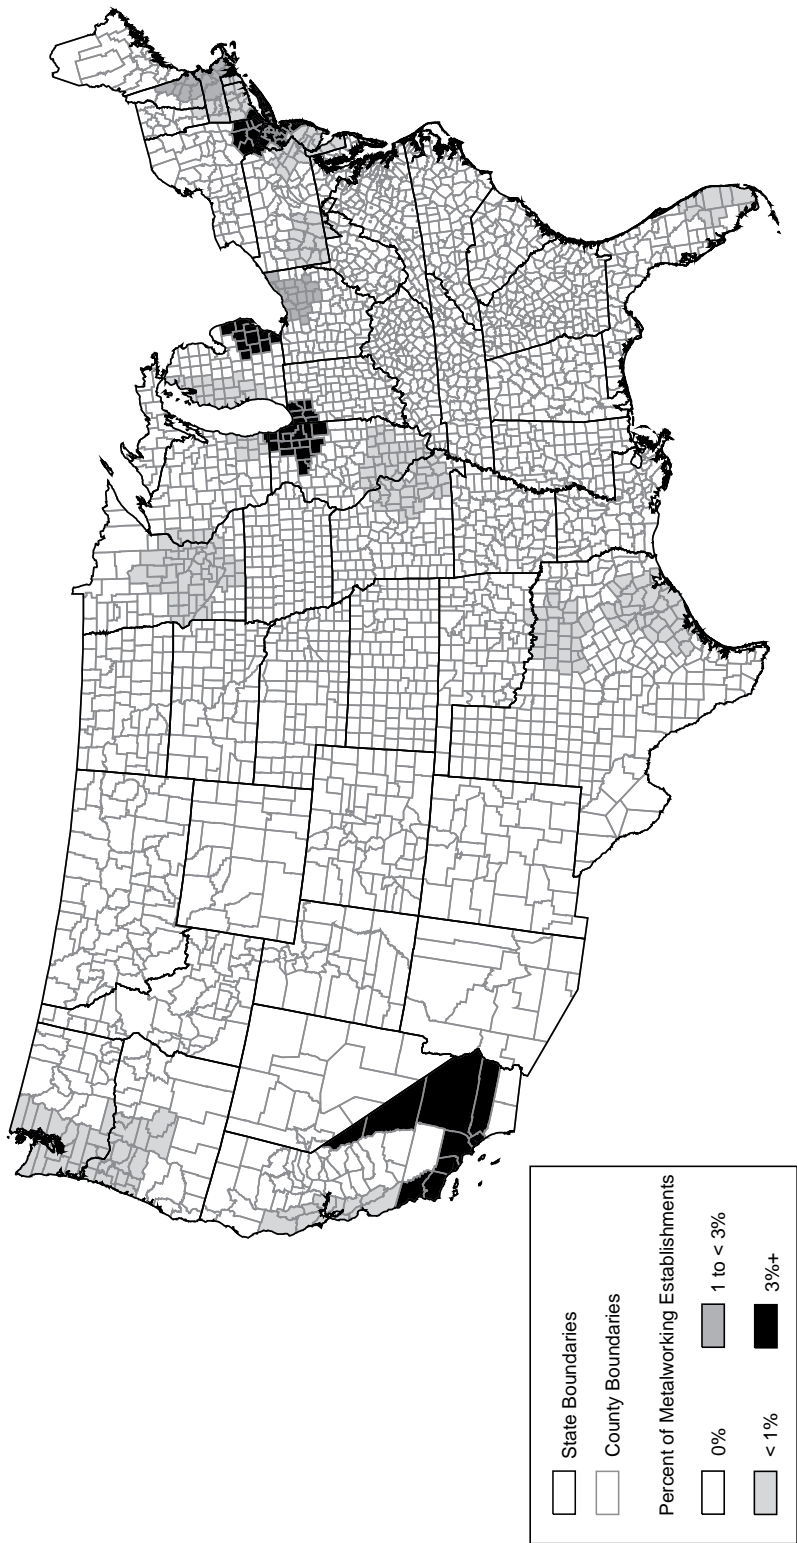 State Boundaries
County Boundaries
Percent of Metalworking Establishments
0%
1 to < 3%
< 1%
3%+